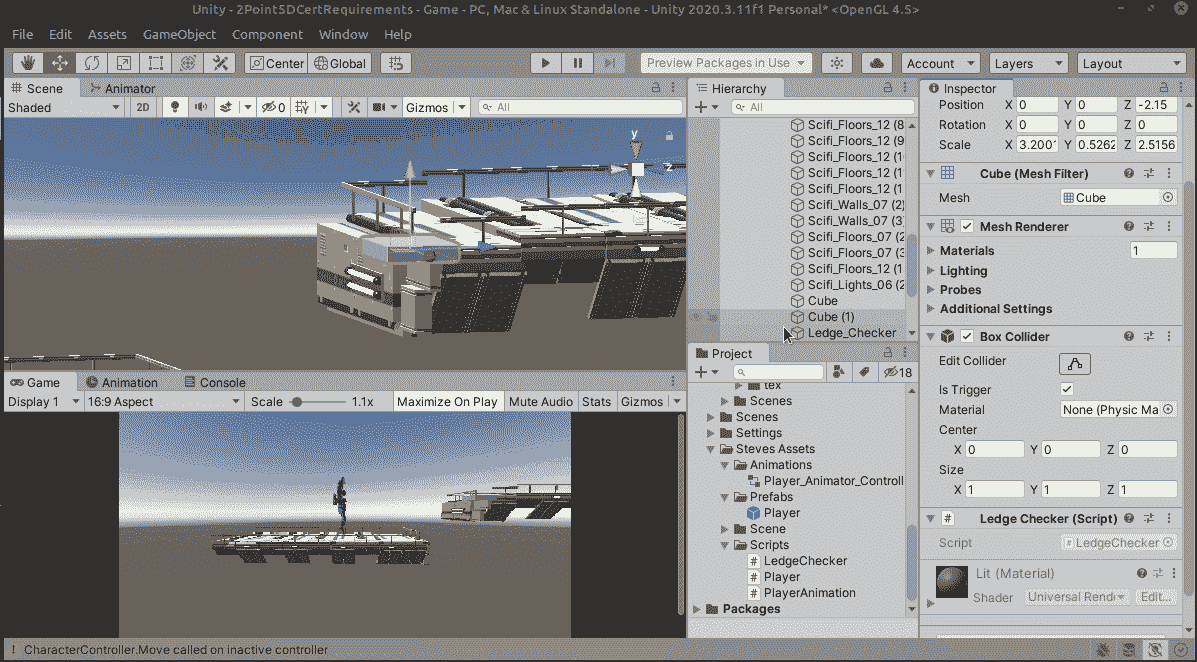 Unity - 2Point5DCertRequirements - Game - PC, Mac & Linux Standalone - Unity 2020.3.11f1 Personal* <OpenGL 4.5>
File Edit Assets GameObject Component Window Help
Center Global Preview Packages in Use Account Layers Layout
Scene Animator
Shaded 2D 0 Gizmos All
y
z
Hierarchy
All
Scifi_Floors_12 (8
Scifi_Floors_12 (9
Scifi_Floors_12 (1
Scifi_Floors_12 (1
Scifi_Floors_12 (1
Scifi_Walls_07 (2)
Scifi_Walls_07 (3)
Scifi_Floors_07 (2
Scifi_Floors_07 (3
Scifi_Floors_12 (1
Scifi_Lights_06 (2
Cube
Cube (1)
Ledge_Checker
Game Animation Console
Display 1 16:9 Aspect Scale 1.1x Maximize On Play Mute Audio Stats Gizmos
Project
18
tex
Scenes
Scenes
Settings
Steves Assets
Animations
Player_Animator_Controll
Prefabs
Player
Scene
Scripts
LedgeChecker
Player
PlayerAnimation
Packages
Inspector
Position X 0 Y 0 Z -2.15
Rotation X 0 Y 0 Z 0
Scale X 3.2001 Y 0.5262 Z 2.5156
Cube (Mesh Filter)
Mesh Cube
Mesh Renderer
Materials 1
Lighting
Probes
Additional Settings
Box Collider
Edit Collider
Is Trigger
Material None (Physic Ma
Center
X 0 Y 0 Z 0
Size
X 1 Y 1 Z 1
# Ledge Checker (Script)
Script # LedgeChecker
Lit (Material)
Shader Universal Rend Edit...
! CharacterController.Move called on inactive controller